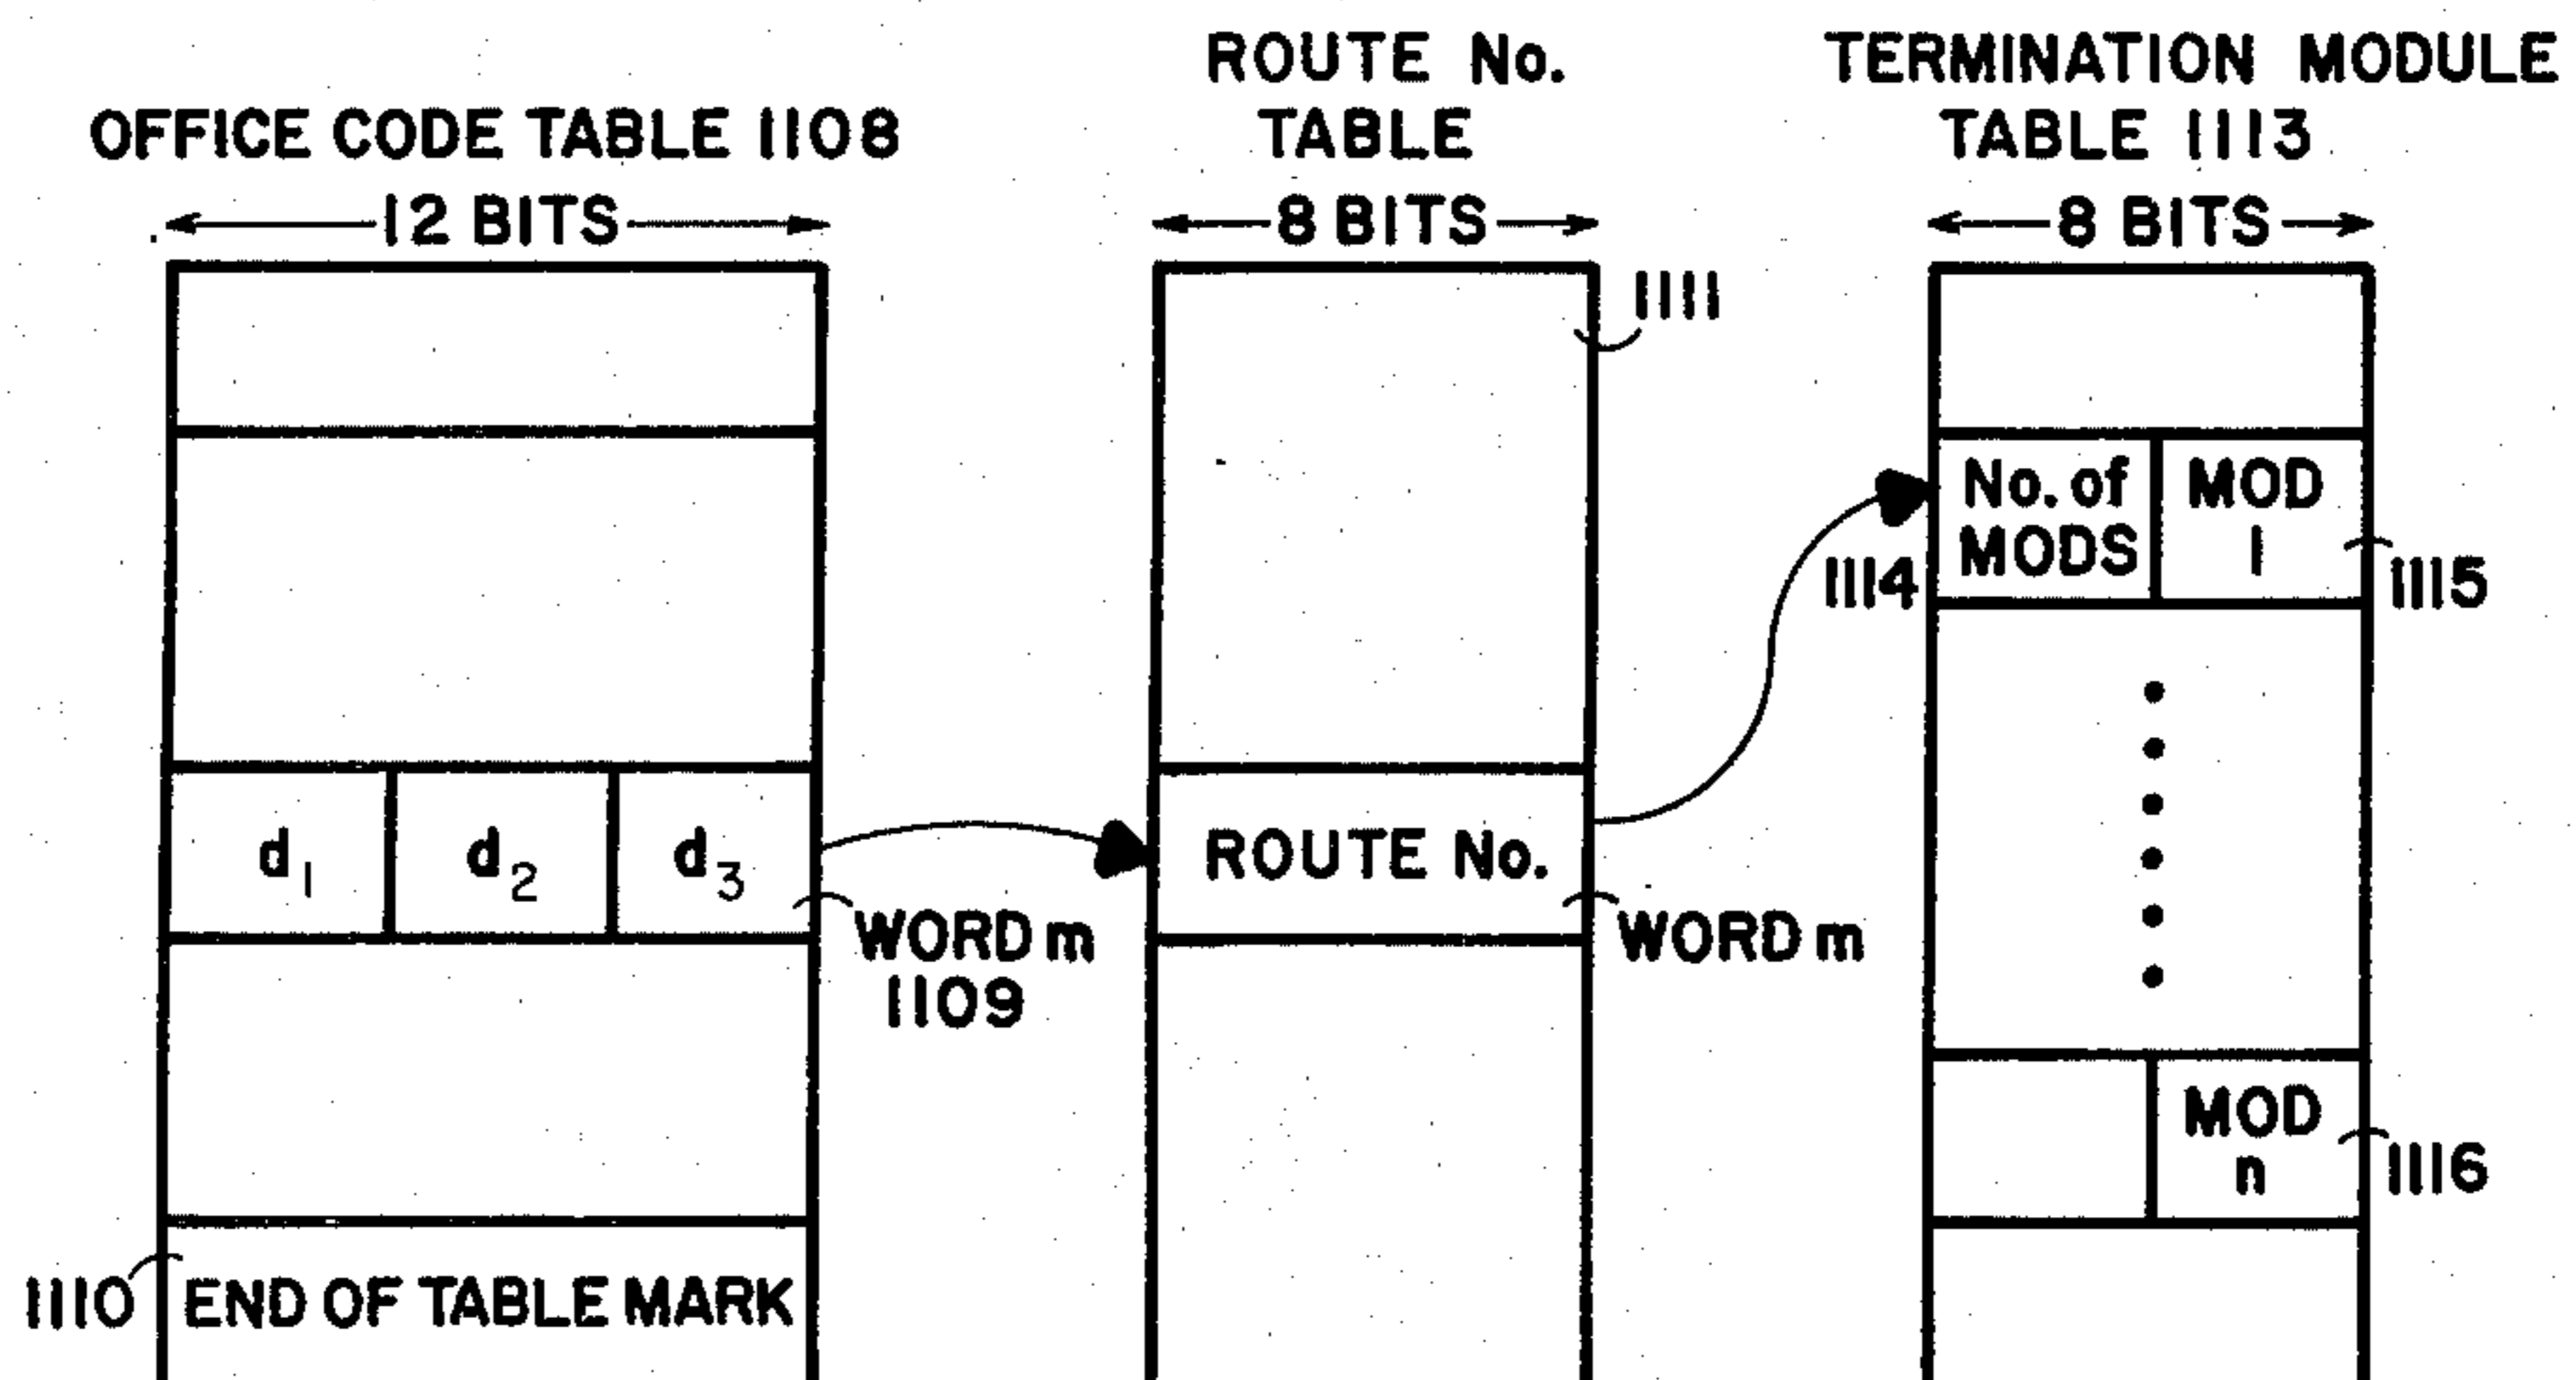 OFFICE CODE TABLE 1108
12 BITS
d1 d2 d3
WORD m
1109
1110
END OF TABLE MARK
ROUTE No.
TABLE
8 BITS
1111
ROUTE No.
WORD m
TERMINATION MODULE
TABLE 1113
8 BITS
1114
No. of
MODS
MOD
1
1115
MOD
n
1116